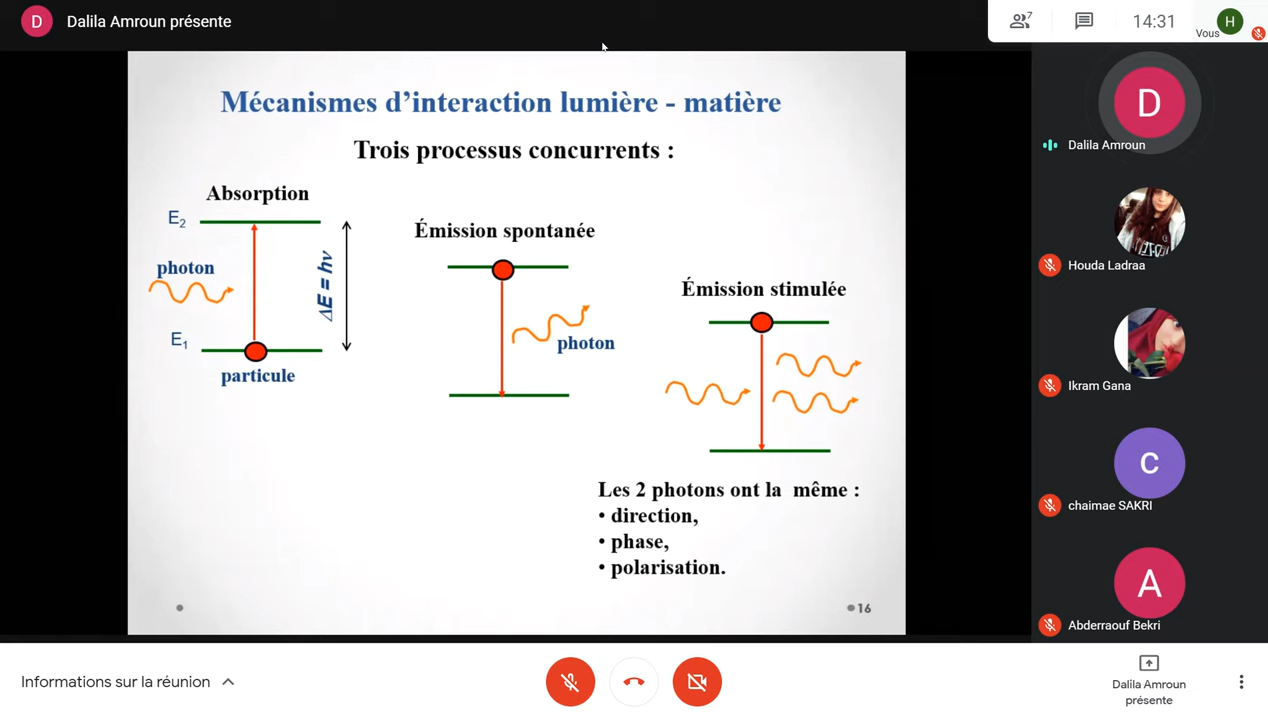 D Dalila Amroun présente
7
14:31
Vous
H
Mécanismes d’interaction lumière - matière
Trois processus concurrents :
Absorption
E2
photon
ΔE = hν
E1
particule
Émission spontanée
photon
Émission stimulée
Les 2 photons ont la même :
• direction,
• phase,
• polarisation.
16
D
Dalila Amroun
Houda Ladraa
Ikram Gana
C
chaimae SAKRI
A
Abderraouf Bekri
Informations sur la réunion
Dalila Amroun
présente